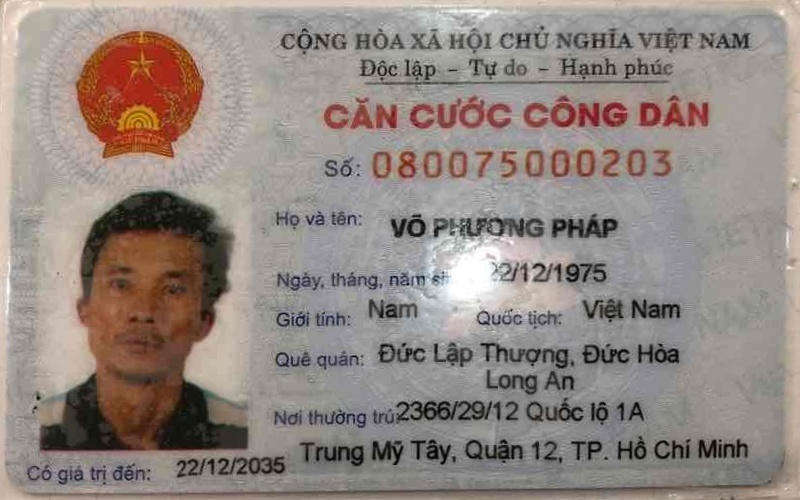 CỘNG HÒA XÃ HỘI CHỦ NGHĨA VIỆT NAM
Độc lập - Tự do - Hạnh phúc
CĂN CƯỚC CÔNG DÂN
Số: 080075000203
Họ và tên: VÕ PHƯƠNG PHÁP
Ngày, tháng, năm si 22/12/1975
Giới tính: Nam Quốc tịch: Việt Nam
Quê quán: Đức Lập Thượng, Đức Hòa
Long An
Nơi thường trú: 2366/29/12 Quốc lộ 1A
Trung Mỹ Tây, Quận 12, TP. Hồ Chí Minh
Có giá trị đến: 22/12/2035